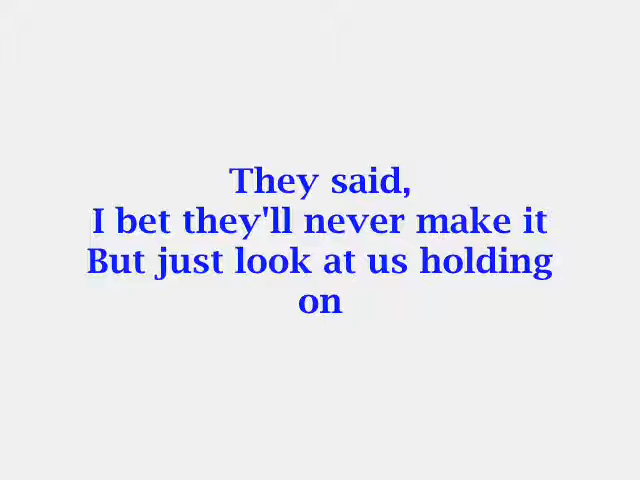 They said,
I bet they'll never make it
But just look at us holding
on